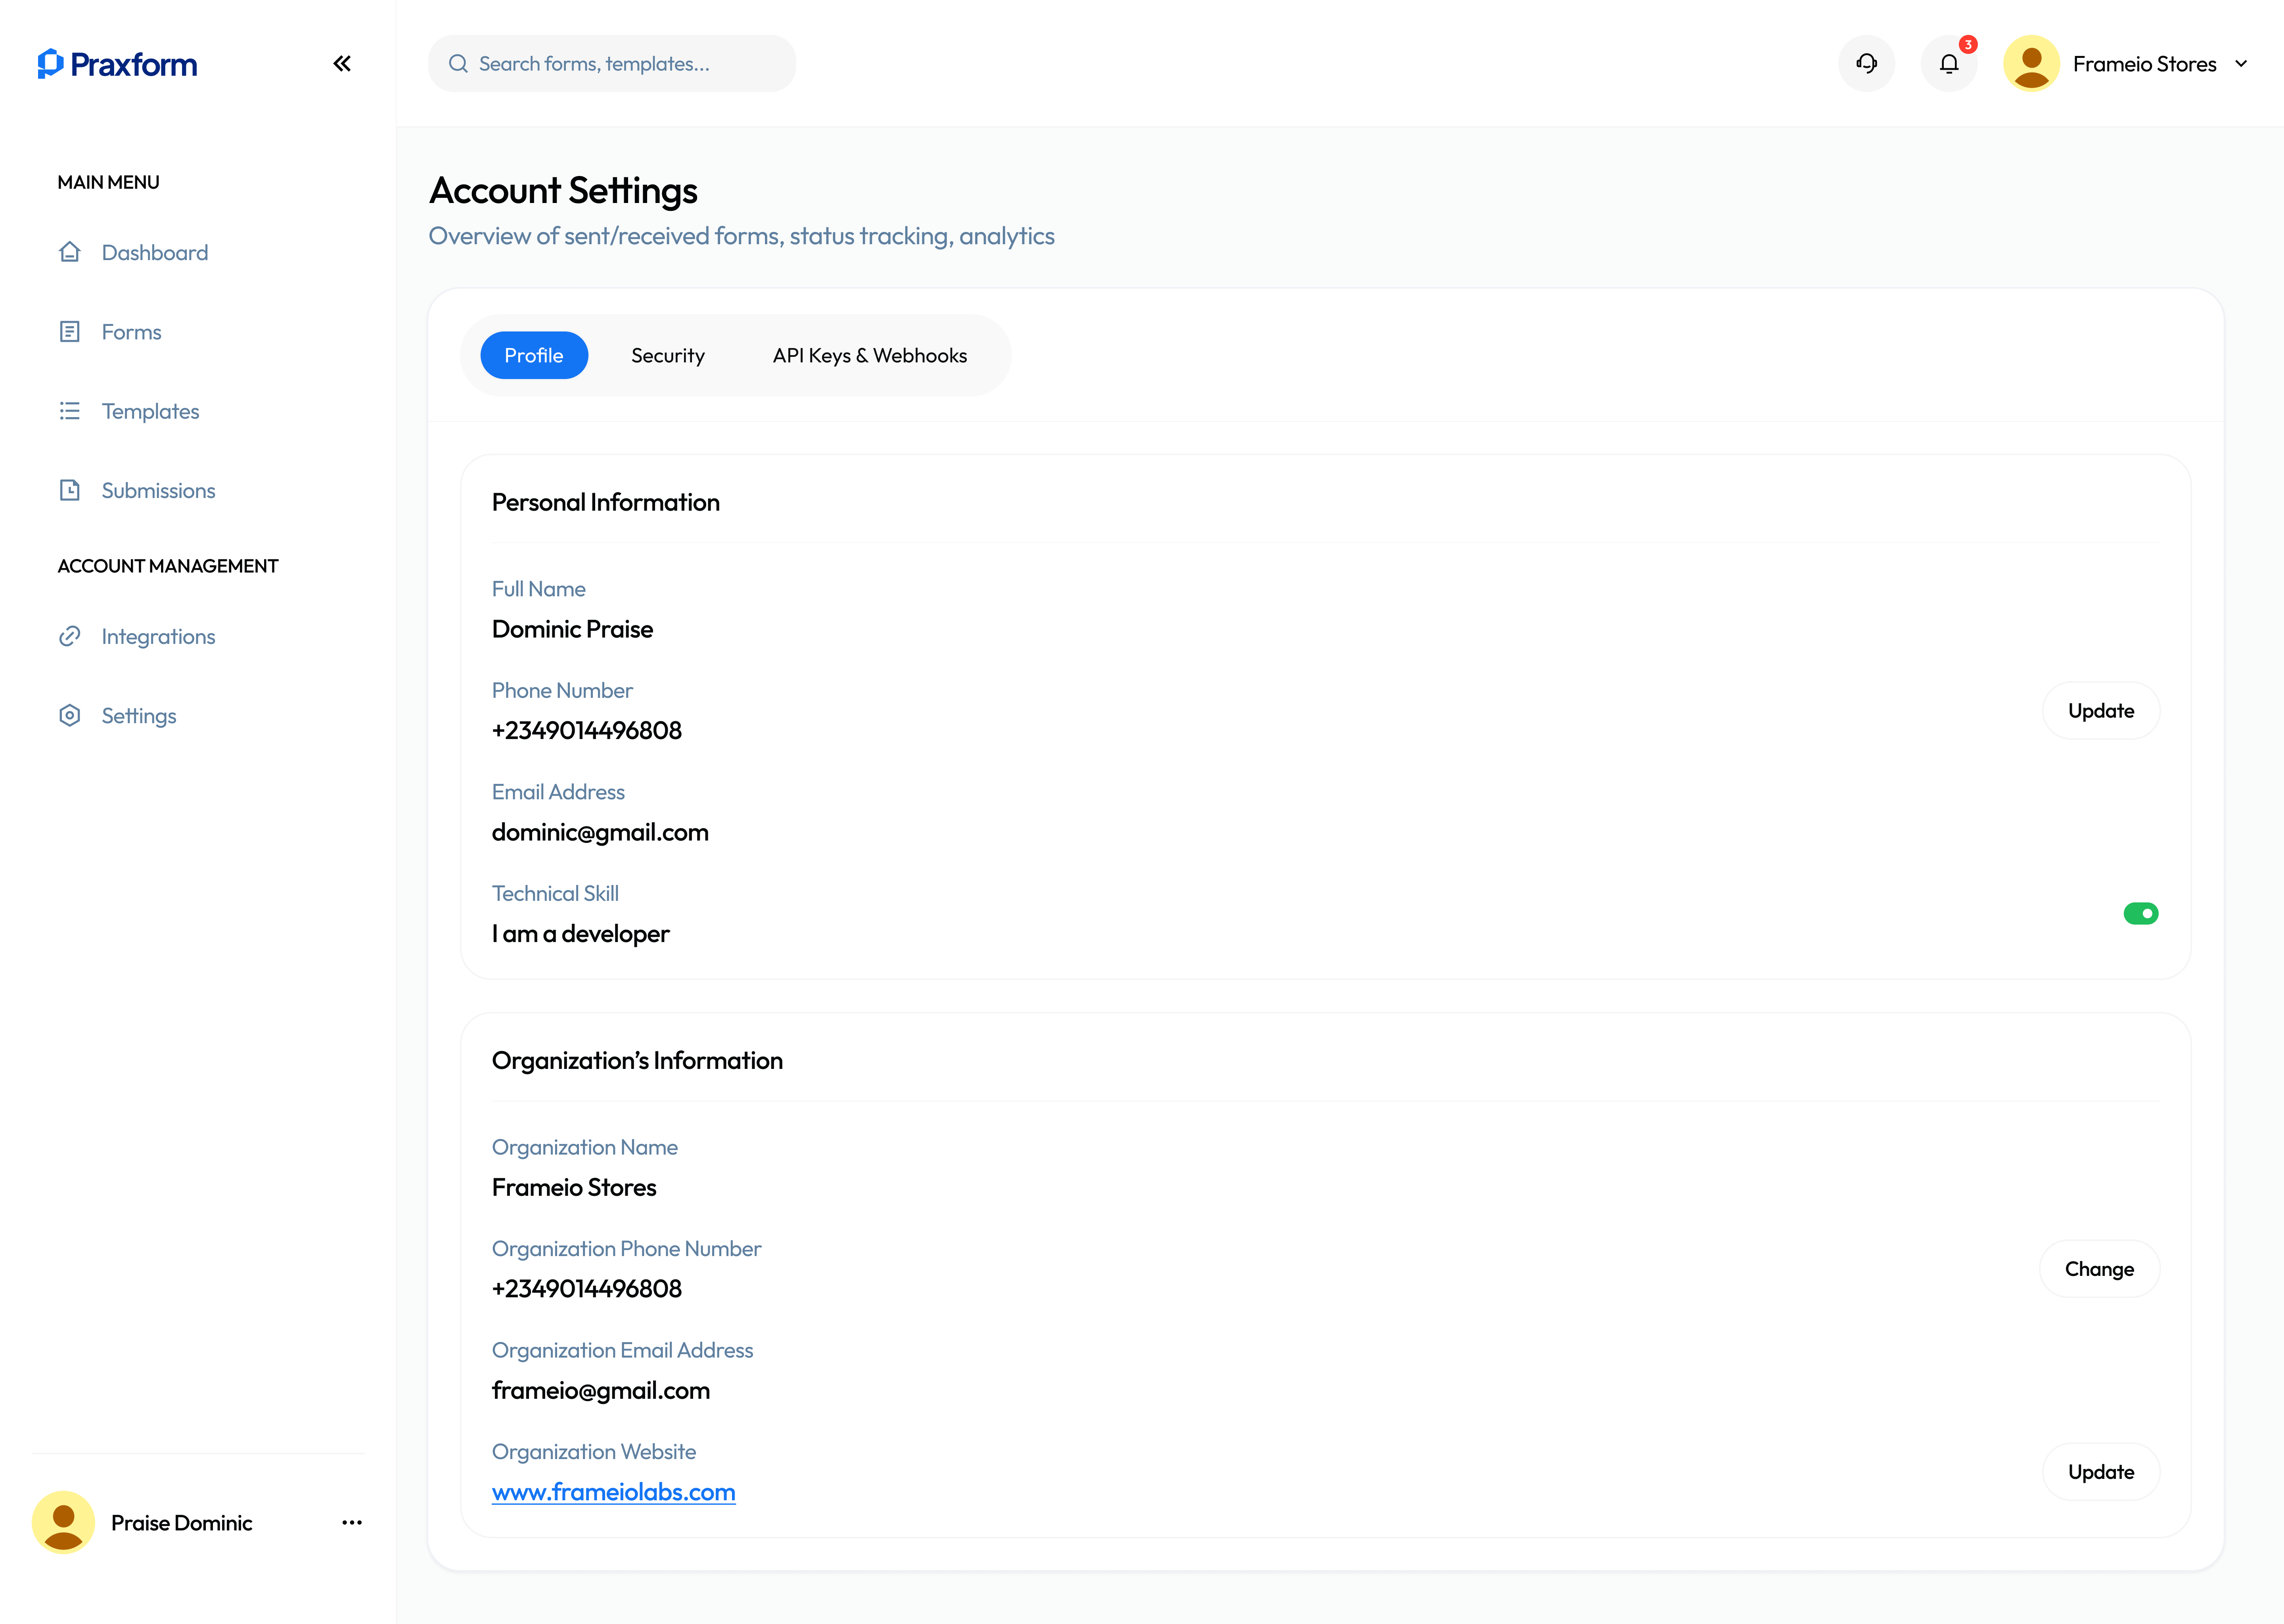 Praxform
Search forms, templates...
3
Frameio Stores
MAIN MENU
Dashboard
Forms
Templates
Submissions
ACCOUNT MANAGEMENT
Integrations
Settings
Praise Dominic
Account Settings
Overview of sent/received forms, status tracking, analytics
Profile
Security
API Keys & Webhooks
Personal Information
Full Name
Dominic Praise
Phone Number
+2349014496808
Update
Email Address
dominic@gmail.com
Technical Skill
I am a developer
Organization’s Information
Organization Name
Frameio Stores
Organization Phone Number
+2349014496808
Change
Organization Email Address
frameio@gmail.com
Organization Website
www.frameiolabs.com
Update